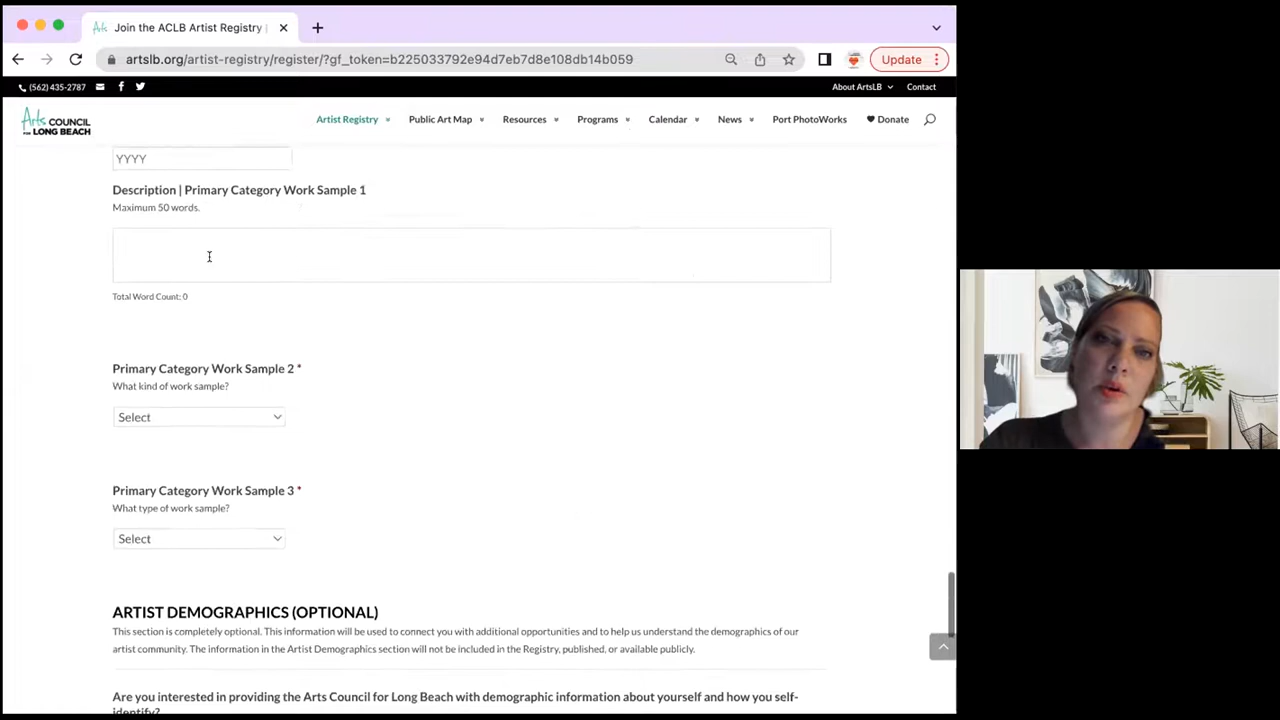 Join the ACLB Artist Registry |
artslb.org/artist-registry/register/?gf_token=b225033792e94d7eb7d8e108db14b059
Update
(562) 435-2787
About ArtsLB
Contact
Arts COUNCIL
FOR LONG BEACH
Artist Registry
Public Art Map
Resources
Programs
Calendar
News
Port PhotoWorks
Donate
YYYY
Description | Primary Category Work Sample 1
Maximum 50 words.
Total Word Count: 0
Primary Category Work Sample 2 *
What kind of work sample?
Select
Primary Category Work Sample 3 *
What type of work sample?
Select
ARTIST DEMOGRAPHICS (OPTIONAL)
This section is completely optional. This information will be used to connect you with additional opportunities and to help us understand the demographics of our
artist community. The information in the Artist Demographics section will not be included in the Registry, published, or available publicly.
Are you interested in providing the Arts Council for Long Beach with demographic information about yourself and how you self-
identify?